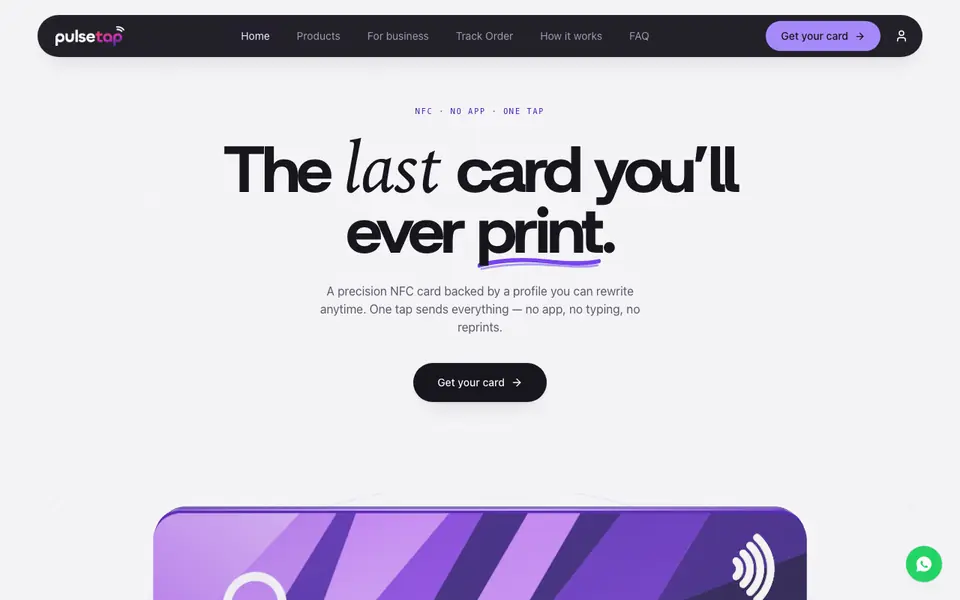 pulsetap
Home
Products
For business
Track Order
How it works
FAQ
Get your card →
NFC · NO APP · ONE TAP
The last card you’ll
ever print.
A precision NFC card backed by a profile you can rewrite
anytime. One tap sends everything — no app, no typing, no
reprints.
Get your card →